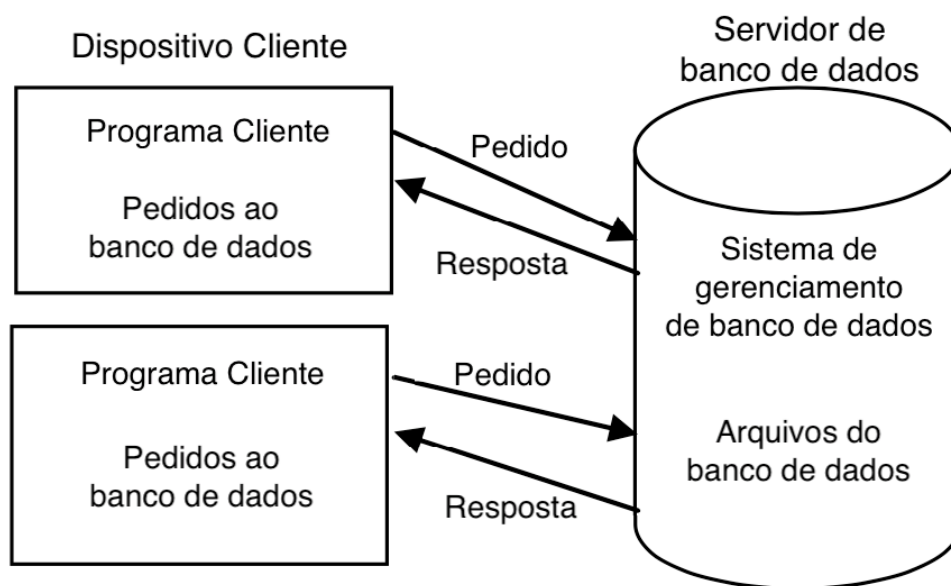 Dispositivo Cliente
Programa Cliente
Pedidos ao
banco de dados
Programa Cliente
Pedidos ao
banco de dados
Pedido
Resposta
Pedido
Resposta
Servidor de
banco de dados
Sistema de
gerenciamento
de banco de dados
Arquivos do
banco de dados